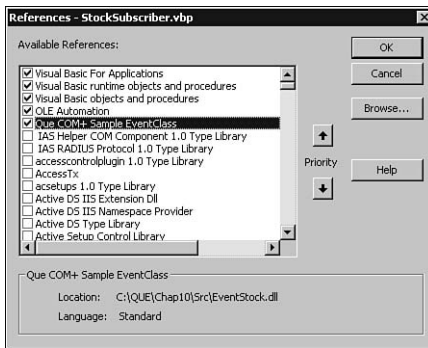 References - StockSubscriber.vbp
Available References:
Visual Basic For Applications
Visual Basic runtime objects and procedures
Visual Basic objects and procedures
OLE Automation
Que COM+ Sample EventClass
IAS Helper COM Component 1.0 Type Library
IAS RADIUS Protocol 1.0 Type Library
accesscontrolplugin 1.0 Type Library
AccessTx
acsetups 1.0 Type Library
Active DS IIS Extension Dll
Active DS IIS Namespace Provider
Active DS Type Library
Active Setup Control Library
OK
Cancel
Browse...
Priority
Help
Que COM+ Sample EventClass
Location: C:\QUE\Chap10\Src\EventStock.dll
Language: Standard